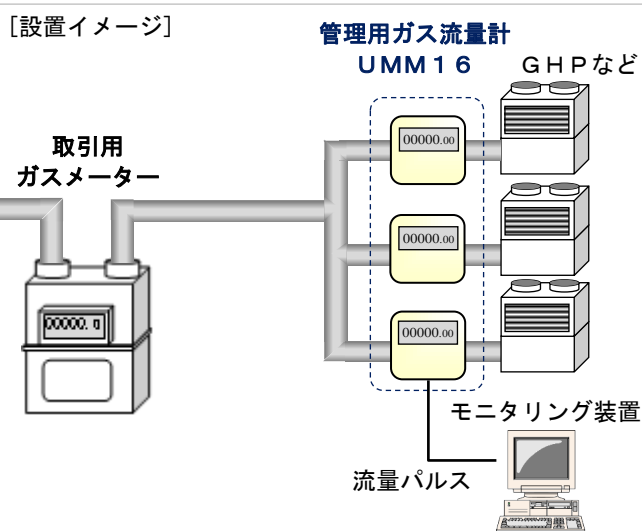 ［設置イメージ］
管理用ガス流量計
ＵＭＭ１６
ＧＨＰなど
取引用
ガスメーター
00000.00
00000.00
00000.00
00000. 0
モニタリング装置
流量パルス